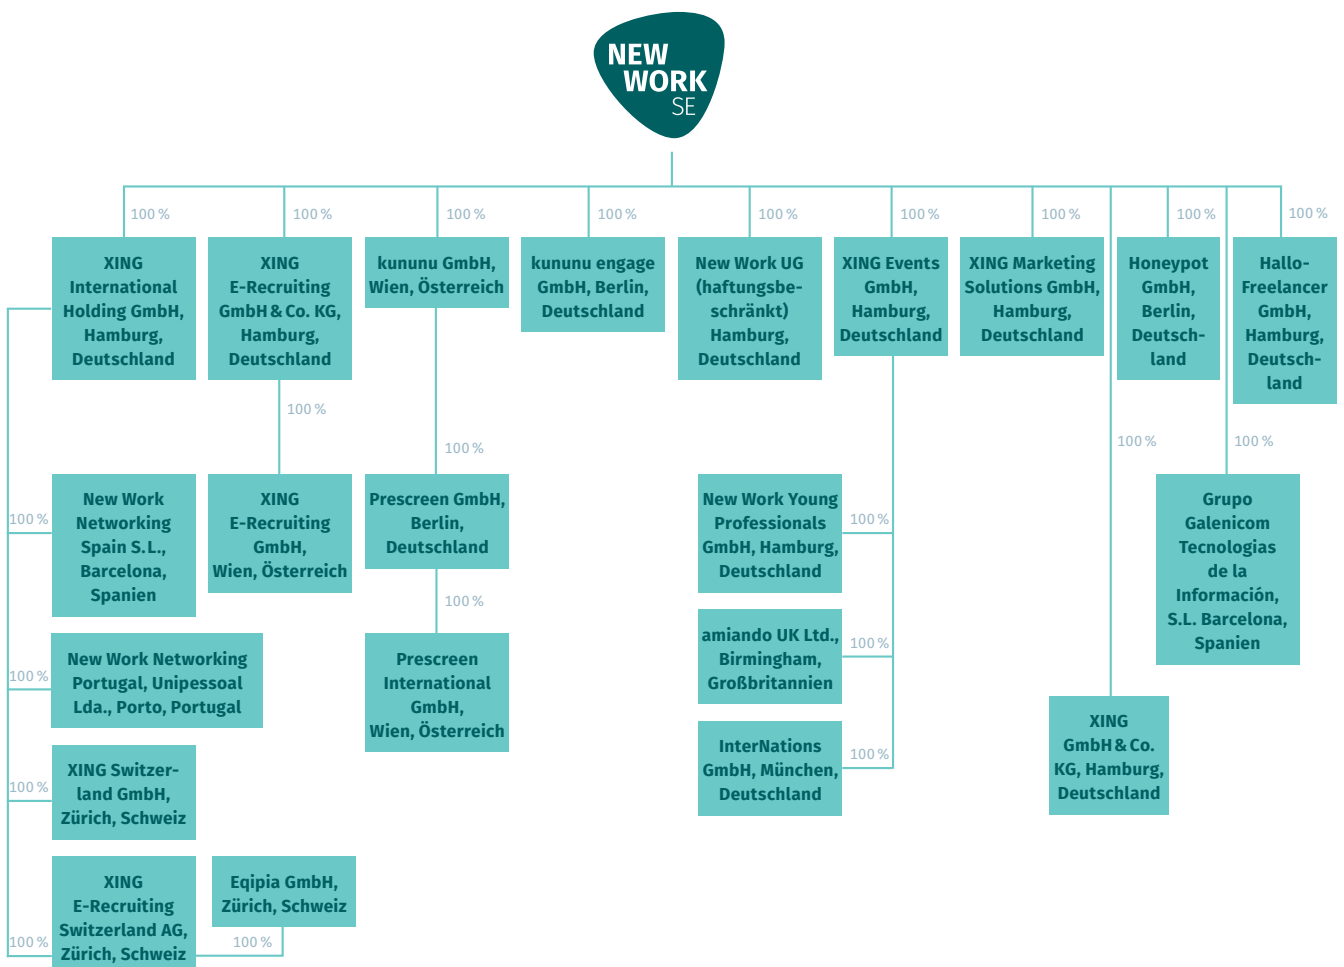 NEW
WORK
SE
100 %
100 %
100 %
100 %
100 %
100 %
100 %
100 %
100 %
XING
International
Holding GmbH,
Hamburg,
Deutschland
XING
E-Recruiting
GmbH & Co. KG,
Hamburg,
Deutschland
kununu GmbH,
Wien, Österreich
kununu engage
GmbH, Berlin,
Deutschland
New Work UG
(haftungsbe-
schränkt)
Hamburg,
Deutschland
XING Events
GmbH,
Hamburg,
Deutschland
XING Marketing
Solutions GmbH,
Hamburg,
Deutschland
Honeypot
GmbH,
Berlin,
Deutsch-
land
Hallo-
Freelancer
GmbH,
Hamburg,
Deutsch-
land
100 %
100 %
100 %
100 %
100 %
New Work
Networking
Spain S.L.,
Barcelona,
Spanien
XING
E-Recruiting
GmbH,
Wien, Österreich
Prescreen GmbH,
Berlin,
Deutschland
New Work Young
Professionals
GmbH, Hamburg,
Deutschland
100 %
Grupo
Galenicom
Tecnologias
de la
Información,
S.L. Barcelona,
Spanien
100 %
100 %
New Work Networking
Portugal, Unipessoal
Lda., Porto, Portugal
Prescreen
International
GmbH,
Wien, Österreich
amiando UK Ltd.,
Birmingham,
Großbritannien
100 %
100 %
XING Switzer-
land GmbH,
Zürich, Schweiz
InterNations
GmbH, München,
Deutschland
100 %
XING
GmbH & Co.
KG, Hamburg,
Deutschland
100 %
XING
E-Recruiting
Switzerland AG,
Zürich, Schweiz
100 %
Eqipia GmbH,
Zürich, Schweiz